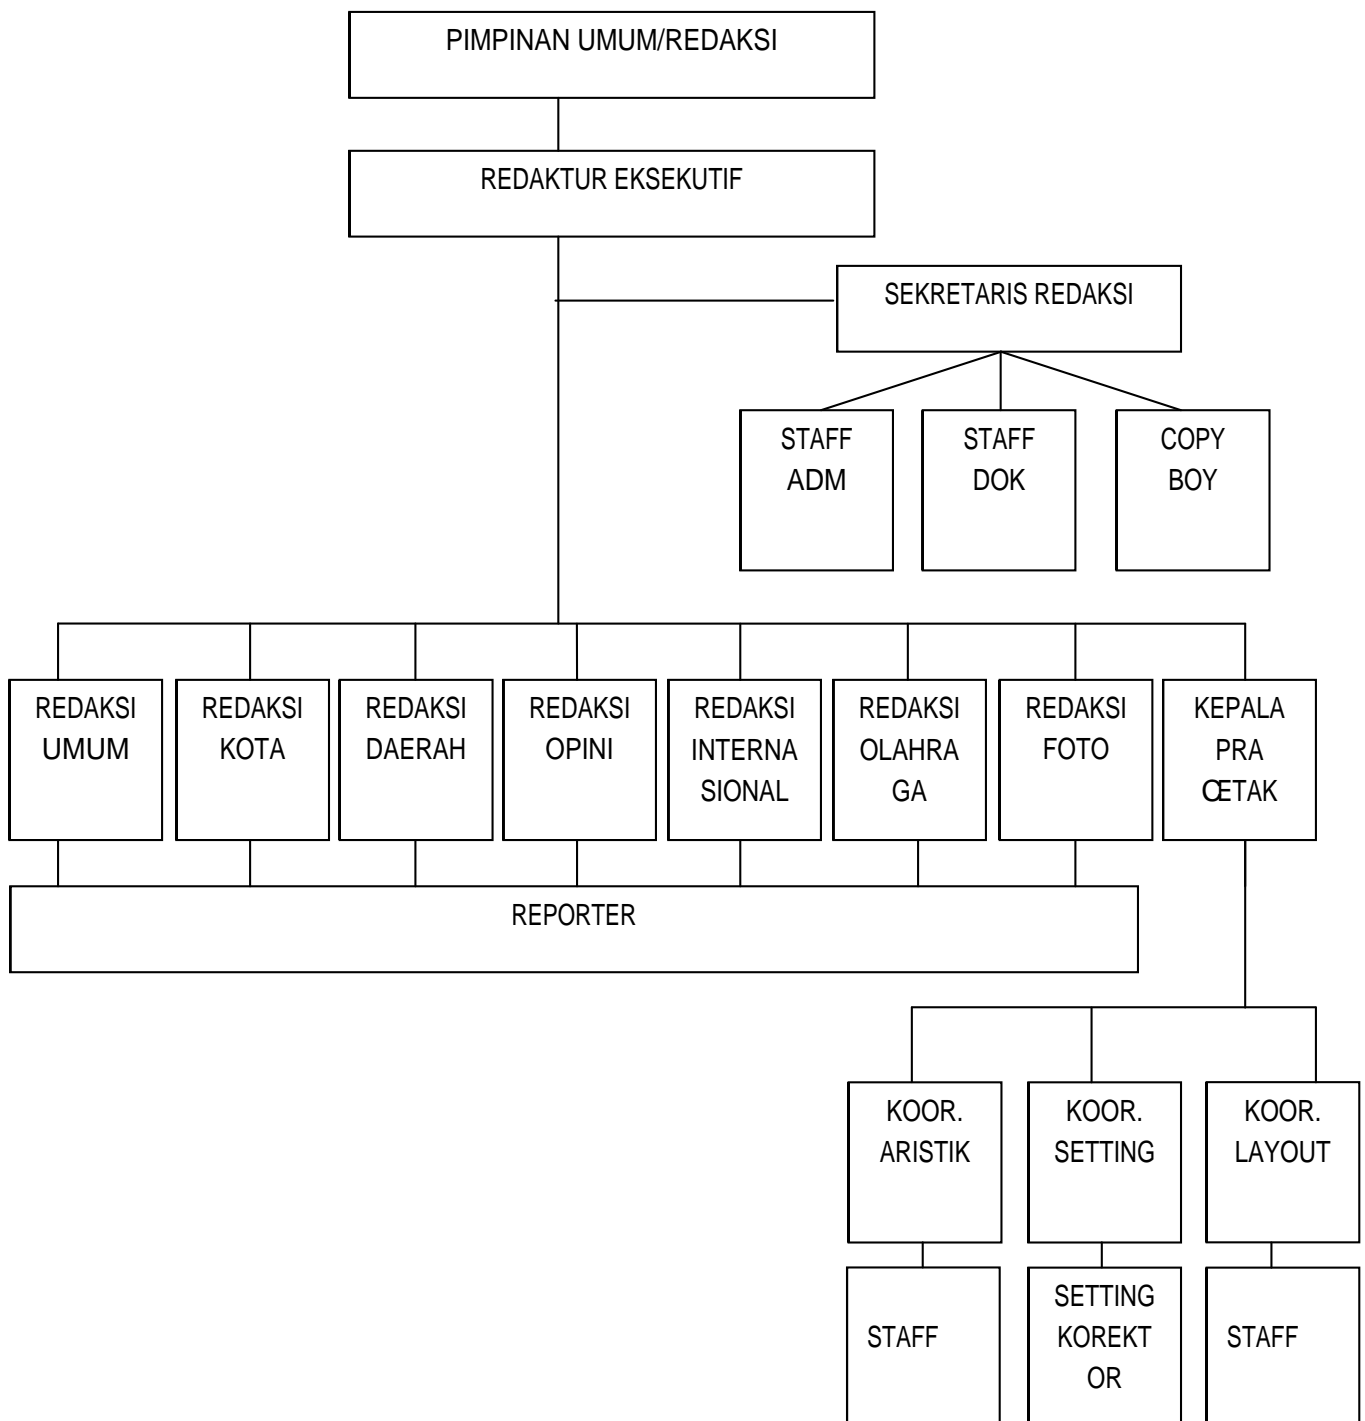 PIMPINAN UMUM/REDAKSI
REDAKTUR EKSEKUTIF
SEKRETARIS REDAKSI
STAFF
ADM
STAFF
DOK
COPY
BOY
REDAKSI
UMUM
REDAKSI
KOTA
REDAKSI
DAERAH
REDAKSI
OPINI
REDAKSI
INTERNA
SIONAL
REDAKSI
OLAHRA
GA
REDAKSI
FOTO
KEPALA
PRA
CETAK
REPORTER
KOOR.
ARISTIK
KOOR.
SETTING
KOOR.
LAYOUT
STAFF
SETTING
KOREKT
OR
STAFF